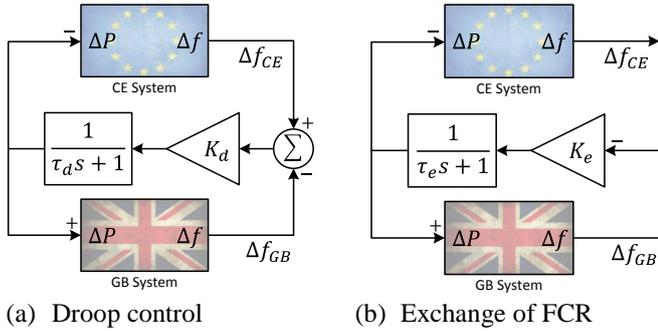 −
ΔP
Δf
Δf_CE
CE System
+
1
τ_d s + 1
K_d
Σ
−
+
ΔP
Δf
Δf_GB
GB System
(a) Droop control
−
ΔP
Δf
Δf_CE
CE System
1
τ_e s + 1
K_e
−
+
ΔP
Δf
Δf_GB
GB System
(b) Exchange of FCR